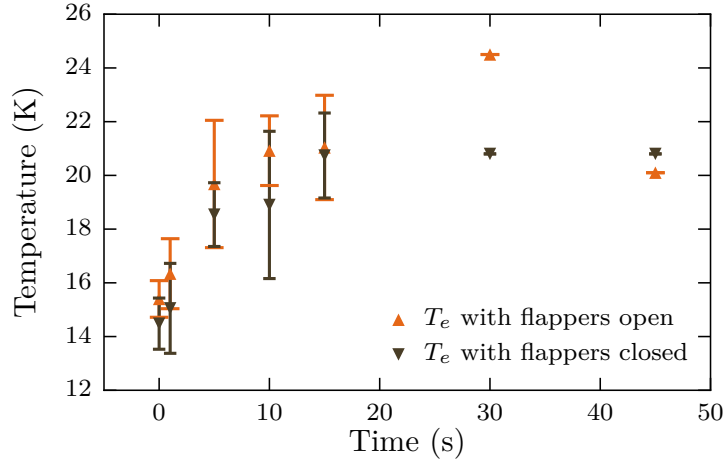 26
24
22
20
18
16
14
12
Temperature (K)
T_e with flappers open
T_e with flappers closed
0 10 20 30 40 50
Time (s)